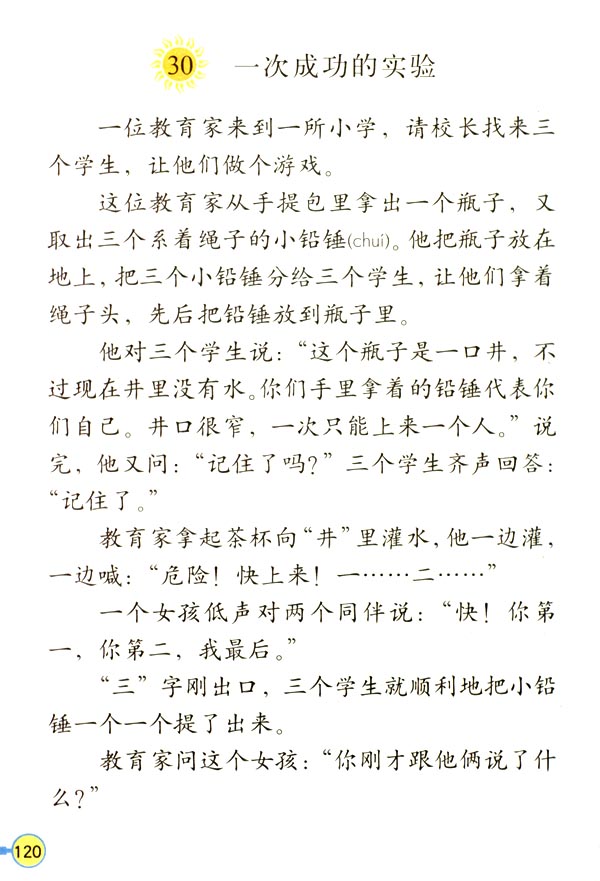 30 一次成功的实验
一位教育家来到一所小学，请校长找来三
个学生，让他们做个游戏。
这位教育家从手提包里拿出一个瓶子，又
取出三个系着绳子的小铅锤(chuí)。他把瓶子放在
地上，把三个小铅锤分给三个学生，让他们拿着
绳子头，先后把铅锤放到瓶子里。
他对三个学生说：“这个瓶子是一口井，不
过现在井里没有水。你们手里拿着的铅锤代表你
们自己。井口很窄，一次只能上来一个人。”说
完，他又问：“记住了吗？”三个学生齐声回答：
“记住了。”
教育家拿起茶杯向“井”里灌水，他一边灌，
一边喊：“危险！快上来！一……二……”
一个女孩低声对两个同伴说：“快！你第
一，你第二，我最后。”
“三”字刚出口，三个学生就顺利地把小铅
锤一个一个提了出来。
教育家问这个女孩：“你刚才跟他俩说了什
么？”
120